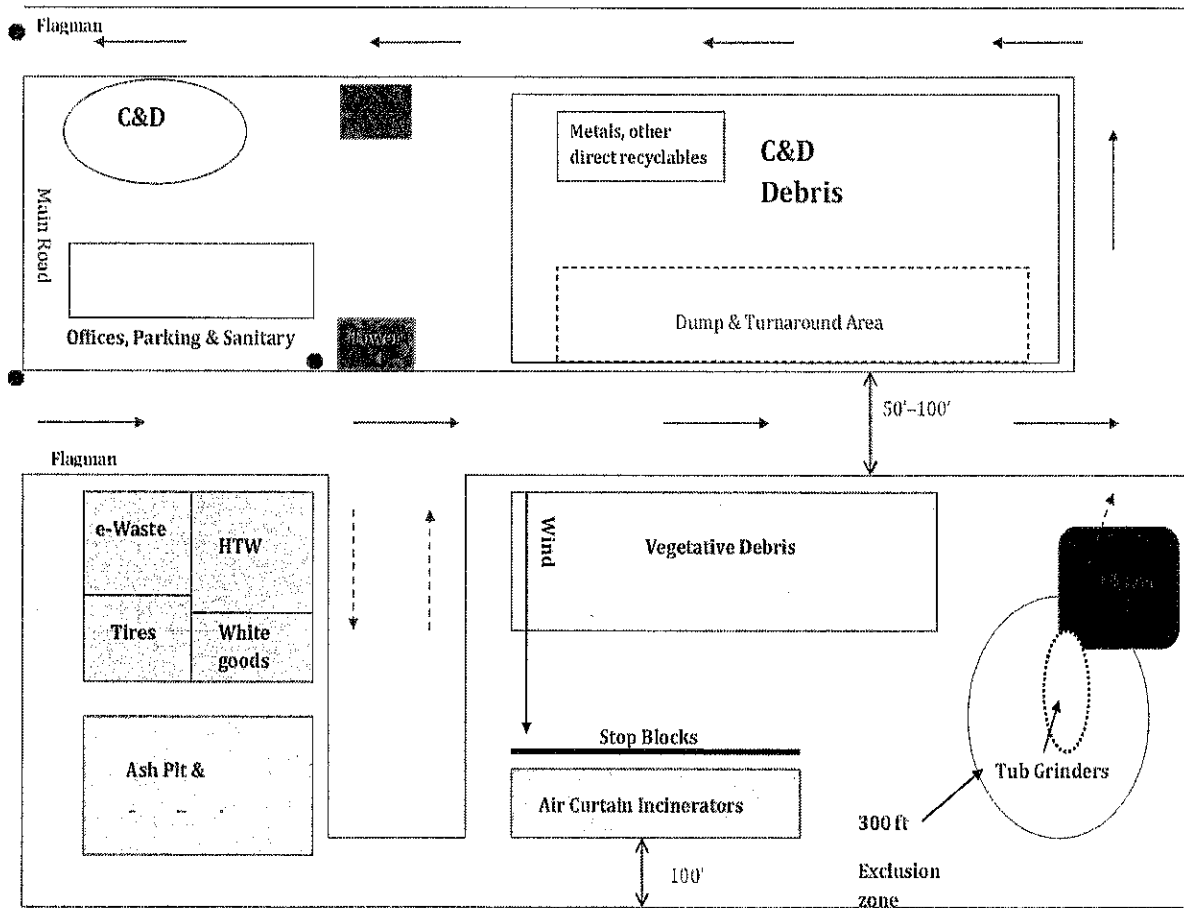 Flagman
C&D
Metals, other
direct recyclables
C&D
Debris
Main Road
Dump & Turnaround Area
Offices, Parking & Sanitary
Tower
50'–100'
Flagman
e-Waste
HTW
Wind
Vegetative Debris
Tires
White
goods
Stop Blocks
Ash Pit &
Air Curtain Incinerators
Tub Grinders
300 ft
Exclusion
zone
100'